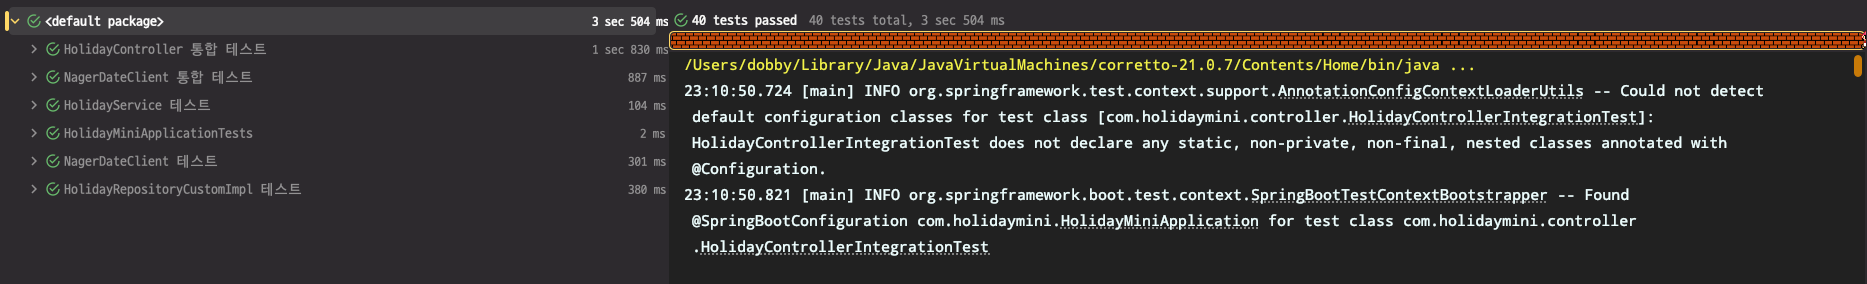 <default package> 3 sec 504 ms
HolidayController 통합 테스트 1 sec 830 ms
NagerDateClient 통합 테스트 887 ms
HolidayService 테스트 104 ms
HolidayMiniApplicationTests 2 ms
NagerDateClient 테스트 301 ms
HolidayRepositoryCustomImpl 테스트 380 ms
40 tests passed 40 tests total, 3 sec 504 ms
/Users/dobby/Library/Java/JavaVirtualMachines/corretto-21.0.7/Contents/Home/bin/java ...
23:10:50.724 [main] INFO org.springframework.test.context.support.AnnotationConfigContextLoaderUtils -- Could not detect
default configuration classes for test class [com.holidaymini.controller.HolidayControllerIntegrationTest]:
HolidayControllerIntegrationTest does not declare any static, non-private, non-final, nested classes annotated with
@Configuration.
23:10:50.821 [main] INFO org.springframework.boot.test.context.SpringBootTestContextBootstrapper -- Found
@SpringBootConfiguration com.holidaymini.HolidayMiniApplication for test class com.holidaymini.controller
.HolidayControllerIntegrationTest